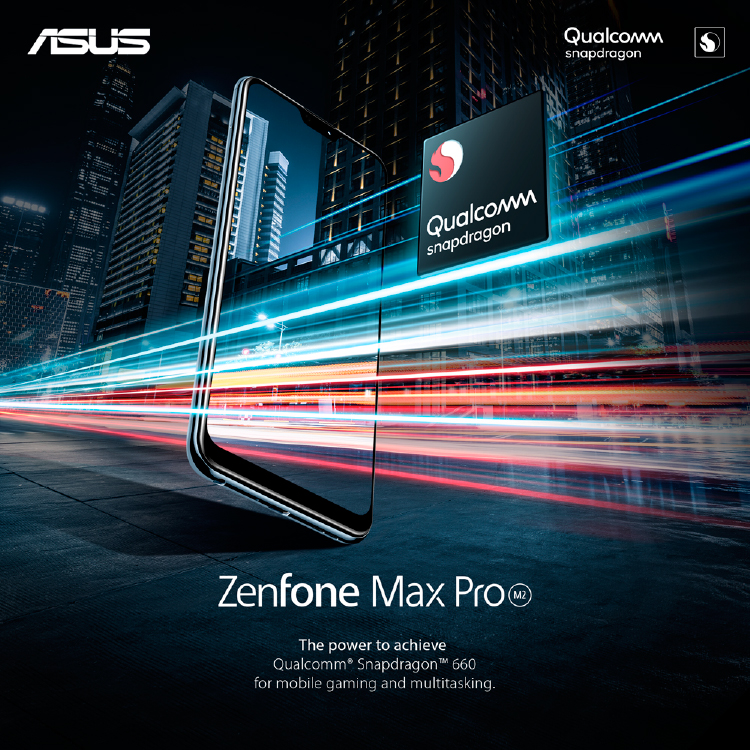 ASUS
Qualcomm
snapdragon
Qualcomm
snapdragon
Zenfone Max Pro M2
The power to achieve
Qualcomm® Snapdragon™ 660
for mobile gaming and multitasking.